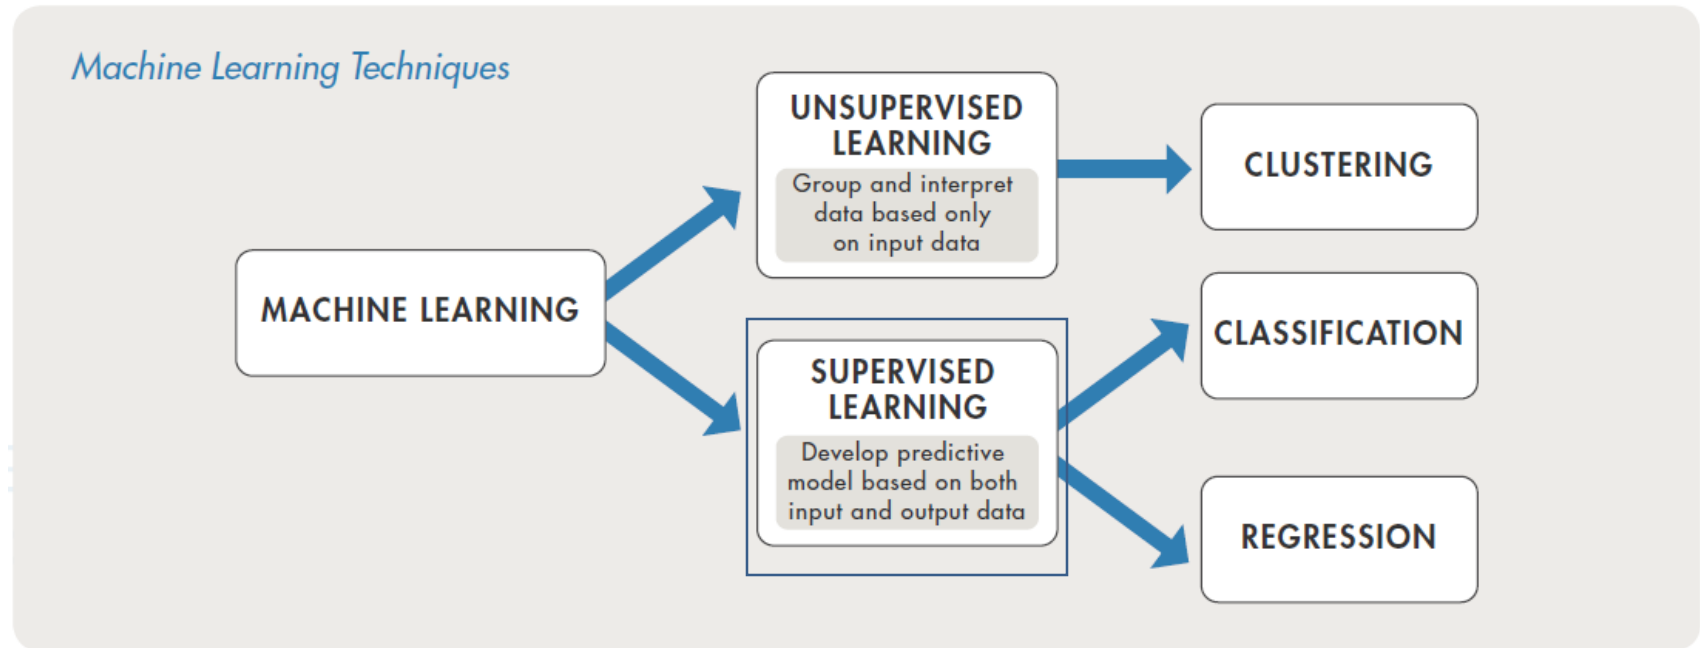 Machine Learning Techniques
MACHINE LEARNING
UNSUPERVISED
LEARNING
Group and interpret
data based only
on input data
SUPERVISED
LEARNING
Develop predictive
model based on both
input and output data
CLUSTERING
CLASSIFICATION
REGRESSION